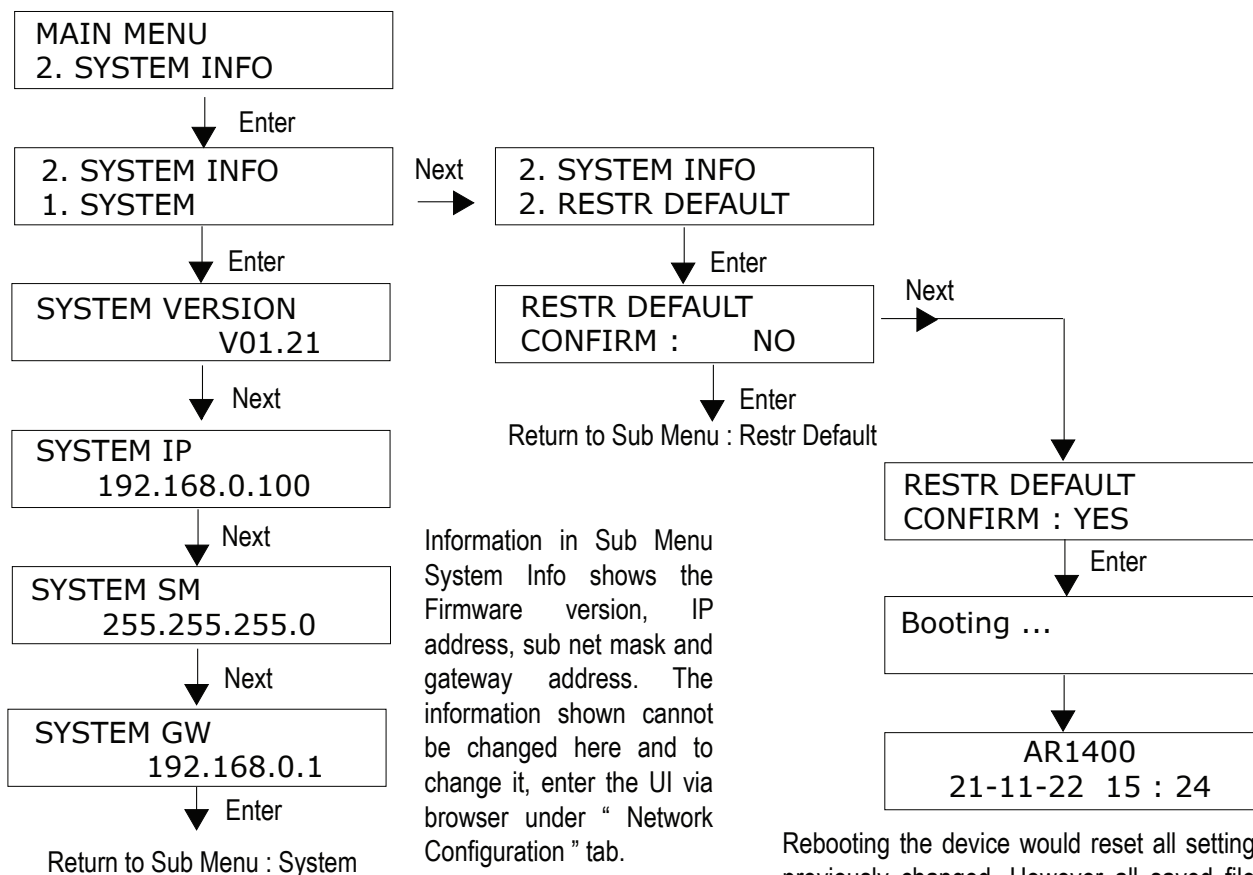 MAIN MENU
2. SYSTEM INFO
Enter
2. SYSTEM INFO
1. SYSTEM
Next
2. SYSTEM INFO
2. RESTR DEFAULT
Enter
SYSTEM VERSION
V01.21
Enter
RESTR DEFAULT
CONFIRM : NO
Next
Next
Enter
Return to Sub Menu : Restr Default
SYSTEM IP
192.168.0.100
RESTR DEFAULT
CONFIRM : YES
Next
Enter
SYSTEM SM
255.255.255.0
Booting ...
Next
SYSTEM GW
192.168.0.1
AR1400
21-11-22 15 : 24
Enter
Return to Sub Menu : System
Information in Sub Menu
System Info shows the
Firmware version, IP
address, sub net mask and
gateway address. The
information shown cannot
be changed here and to
change it, enter the UI via
browser under “ Network
Configuration ” tab.
Rebooting the device would reset all setting
previously changed. However all saved file